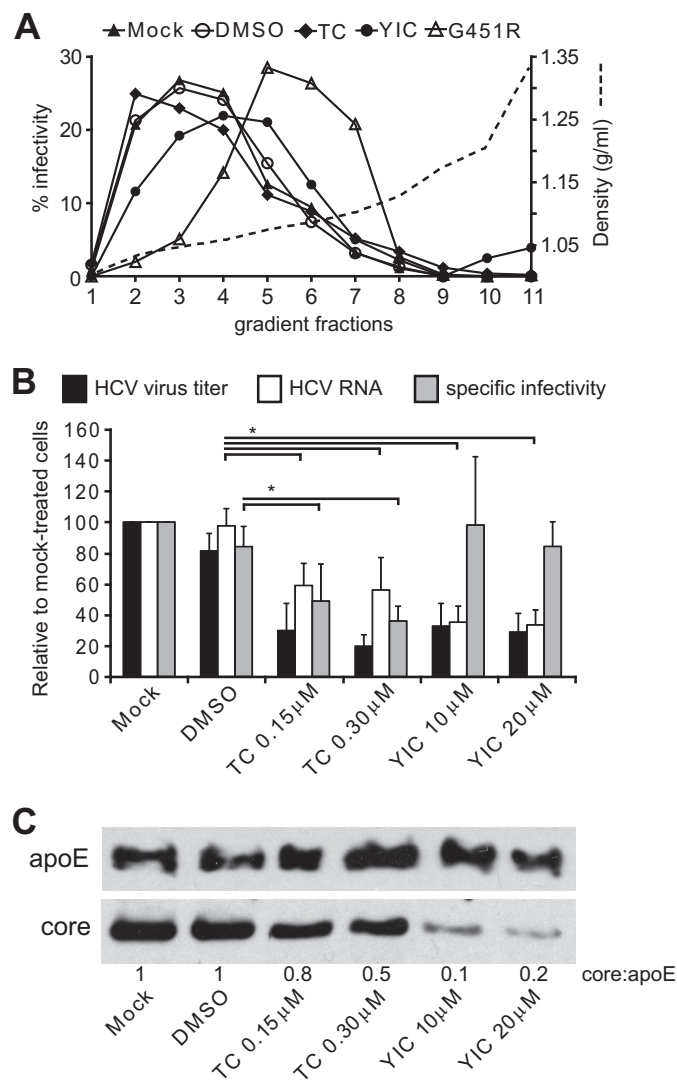 A
Mock DMSO TC YIC G451R
30
20
10
0
% infectivity
1 2 3 4 5 6 7 8 9 10 11
gradient fractions
1.35
1.25
1.15
1.05
Density (g/ml)
B
HCV virus titer HCV RNA specific infectivity
160
140
120
100
80
60
40
20
0
Relative to mock-treated cells
*
*
Mock
DMSO
TC 0.15μM
TC 0.30μM
YIC 10μM
YIC 20μM
C
apoE
core
1 1 0.8 0.5 0.1 0.2 core:apoE
Mock
DMSO
TC 0.15μM
TC 0.30μM
YIC 10μM
YIC 20μM